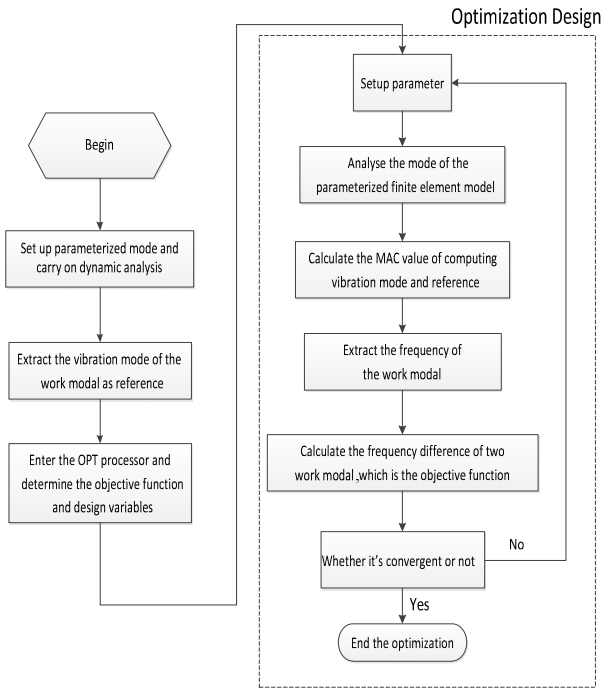 Optimization Design
Begin
Set up parameterized mode and
carry on dynamic analysis
Extract the vibration mode of the
work modal as reference
Enter the OPT processor and
determine the objective function
and design variables
Setup parameter
Analyse the mode of the
parameterized finite element model
Calculate the MAC value of computing
vibration mode and reference
Extract the frequency of
the work modal
Calculate the frequency difference of two
work modal ,which is the objective function
Whether it's convergent or not
No
Yes
End the optimization